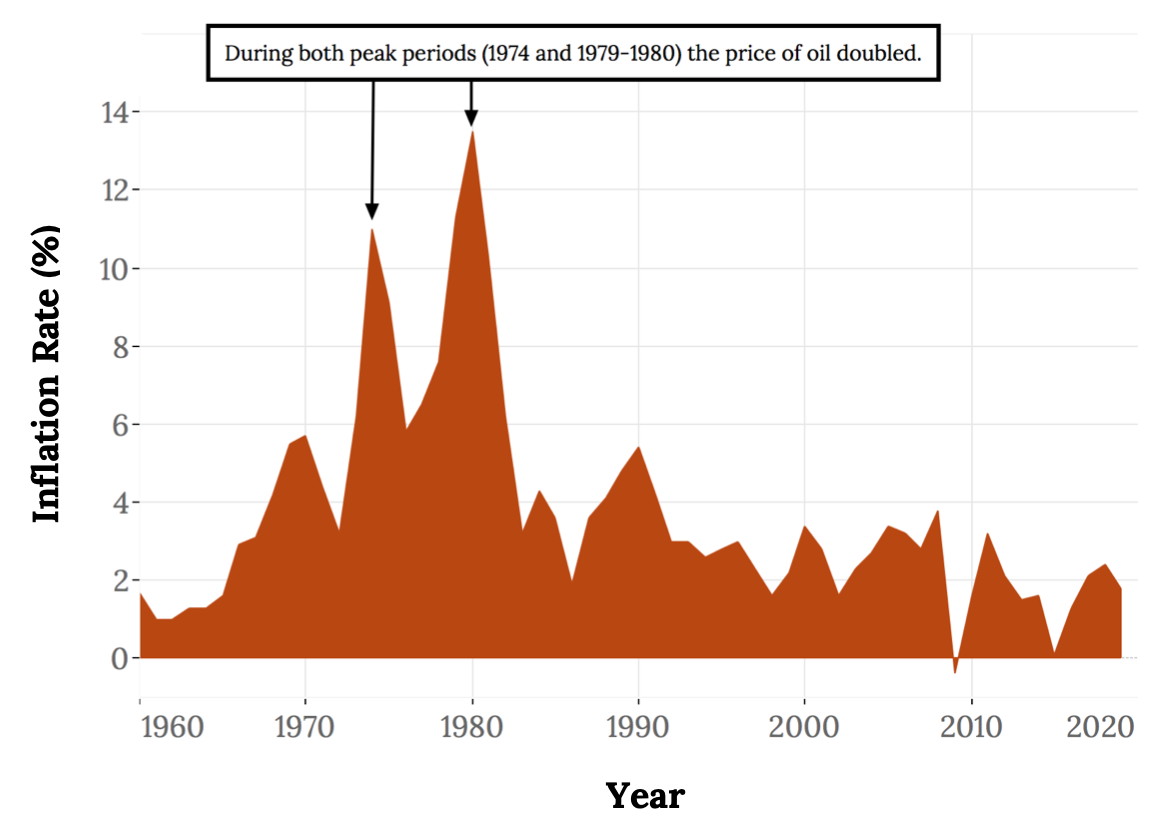 During both peak periods (1974 and 1979-1980) the price of oil doubled.
14
12
10
8
6
4
2
0
Inflation Rate (%)
1960 1970 1980 1990 2000 2010 2020
Year